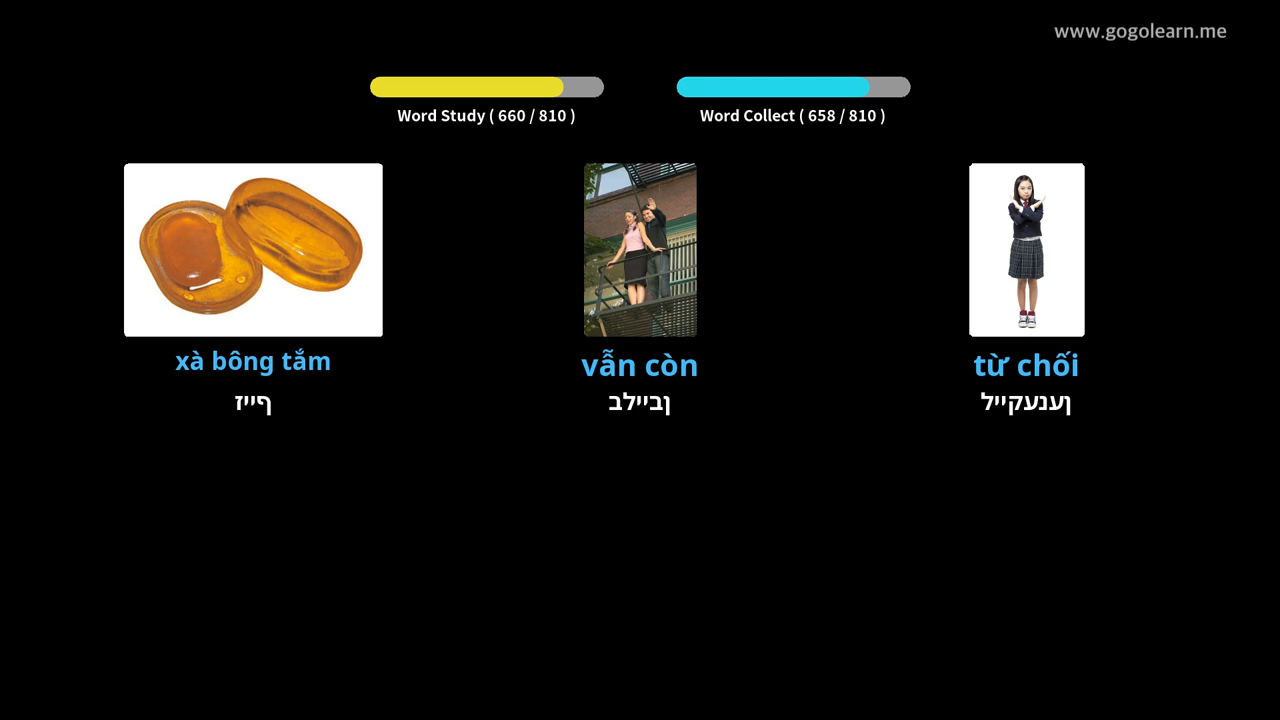 www.gogolearn.me
Word Study ( 660 / 810 )
Word Collect ( 658 / 810 )
xà bông tắm
זייף
vẫn còn
בלייבן
từ chối
לייקענען